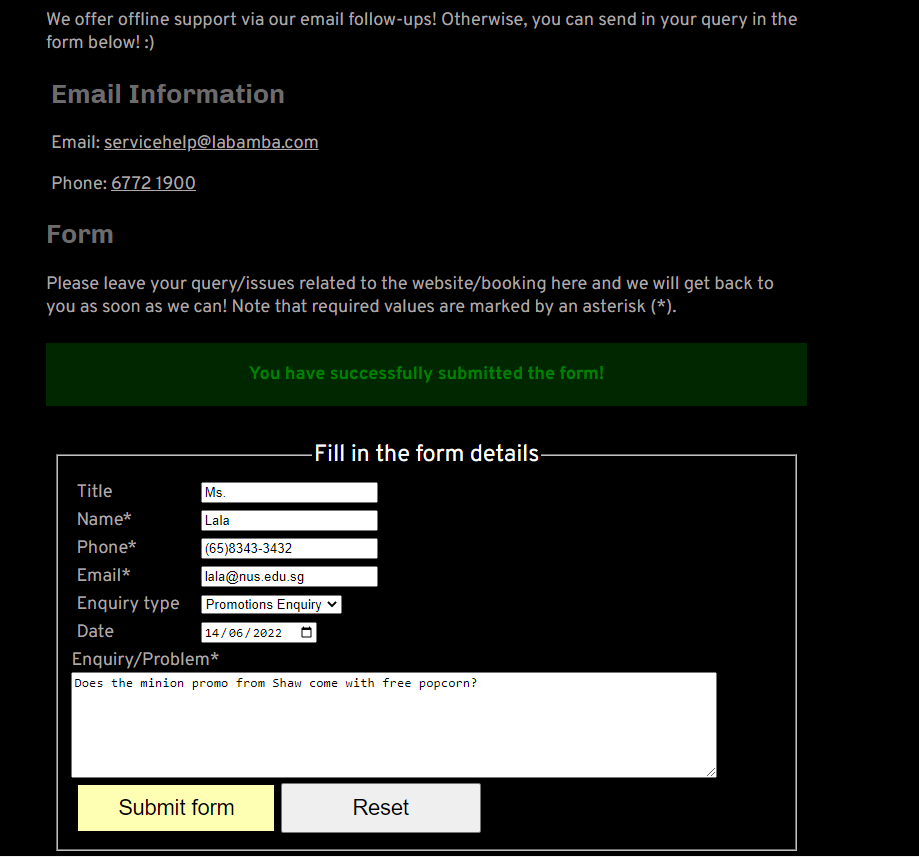 We offer offline support via our email follow-ups! Otherwise, you can send in your query in the
form below! :)
Email Information
Email: servicehelp@labamba.com
Phone: 6772 1900
Form
Please leave your query/issues related to the website/booking here and we will get back to
you as soon as we can! Note that required values are marked by an asterisk (*).
You have successfully submitted the form!
Fill in the form details
Title Ms.
Name* Lala
Phone* (65)8343-3432
Email* lala@nus.edu.sg
Enquiry type Promotions Enquiry
Date 14/06/2022
Enquiry/Problem*
Does the minion promo from Shaw come with free popcorn?
Submit form Reset